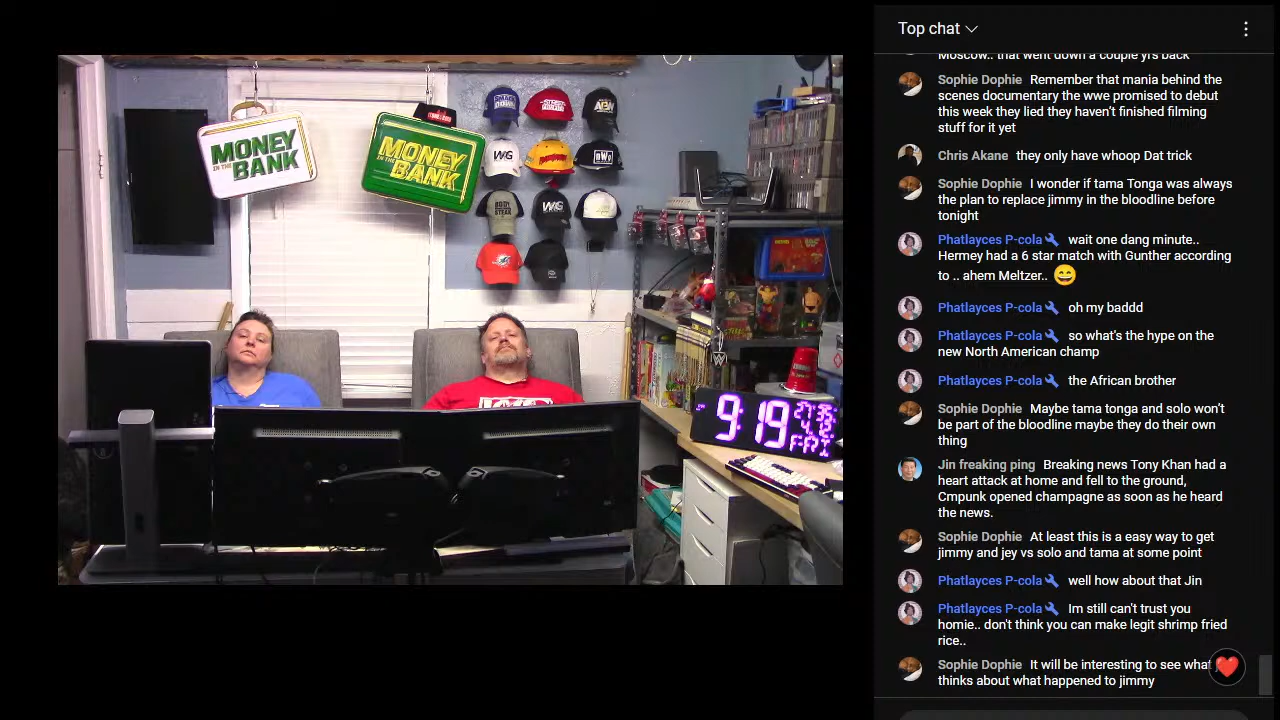 Top chat
Moscow.. that went down a couple yrs back
Sophie Dophie Remember that mania behind the
scenes documentary the wwe promised to debut
this week they lied they haven't finished filming
stuff for it yet
Chris Akane they only have whoop Dat trick
Sophie Dophie I wonder if tama Tonga was always
the plan to replace jimmy in the bloodline before
tonight
Phatlayces P-cola wait one dang minute..
Hermey had a 6 star match with Gunther according
to .. ahem Meltzer.. 😄
Phatlayces P-cola oh my baddd
Phatlayces P-cola so what's the hype on the
new North American champ
Phatlayces P-cola the African brother
Sophie Dophie Maybe tama tonga and solo won't
be part of the bloodline maybe they do their own
thing
Jin freaking ping Breaking news Tony Khan had a
heart attack at home and fell to the ground,
Cmpunk opened champagne as soon as he heard
the news.
Sophie Dophie At least this is a easy way to get
jimmy and jey vs solo and tama at some point
Phatlayces P-cola well how about that Jin
Phatlayces P-cola Im still can't trust you
homie.. don't think you can make legit shrimp fried
rice..
Sophie Dophie It will be interesting to see what
thinks about what happened to jimmy
MONEY
IN THE BANK
MONEY
IN THE BANK
APA
W&G
nWo
W&G
9:19
FRI